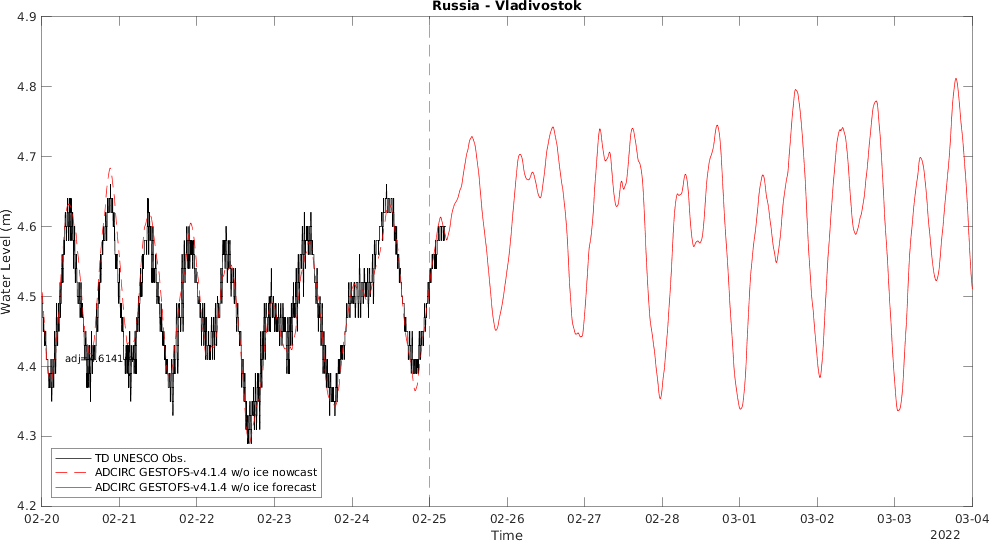 Russia - Vladivostok
4.9
4.8
4.7
4.6
4.5
4.4
4.3
4.2
Water Level (m)
TD UNESCO Obs.
ADCIRC GESTOFS-v4.1.4 w/o ice nowcast
ADCIRC GESTOFS-v4.1.4 w/o ice forecast
02-20 02-21 02-22 02-23 02-24 02-25 02-26 02-27 02-28 03-01 03-02 03-03 03-04
Time
2022